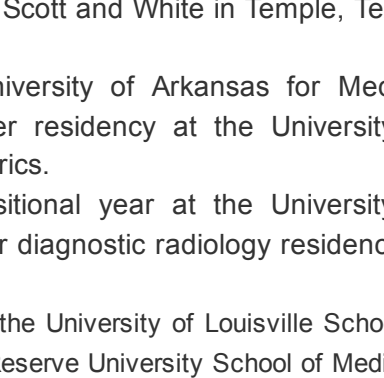 Scott and White in Temple, Te
niversity of Arkansas for Med
er residency at the University
rics.
sitional year at the University
r diagnostic radiology residenc
the University of Louisville Scho
Reserve University School of Medi